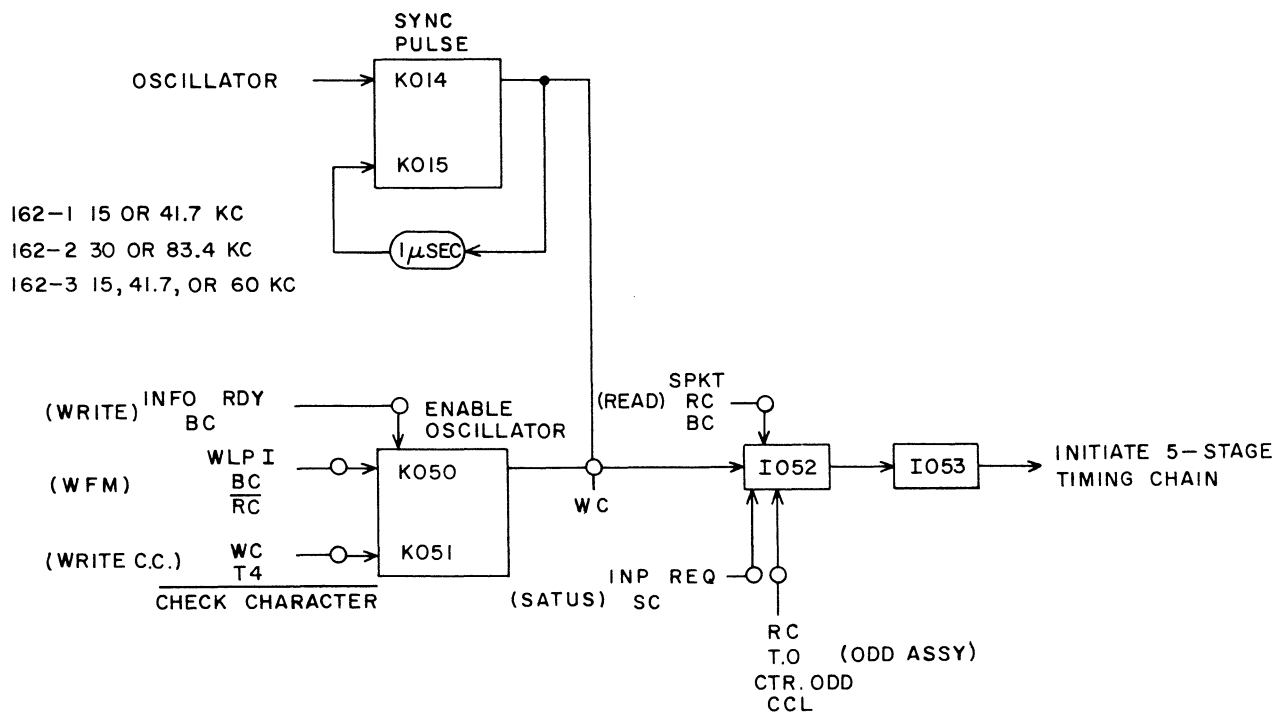 SYNC
PULSE
OSCILLATOR
K014
K015
1 μSEC
162-1 15 OR 41.7 KC
162-2 30 OR 83.4 KC
162-3 15, 41.7, OR 60 KC
(WRITE) INFO RDY
BC
ENABLE
OSCILLATOR
(WFM)
WLP I
BC
RC
K050
(WRITE C.C.)
WC
T4
CHECK CHARACTER
K051
WC
(READ)
SPKT
RC
BC
I052
I053
INITIATE 5-STAGE
TIMING CHAIN
(SATUS)
INP REQ
SC
RC
T.O
CTR. ODD
CCL
(ODD ASSY)